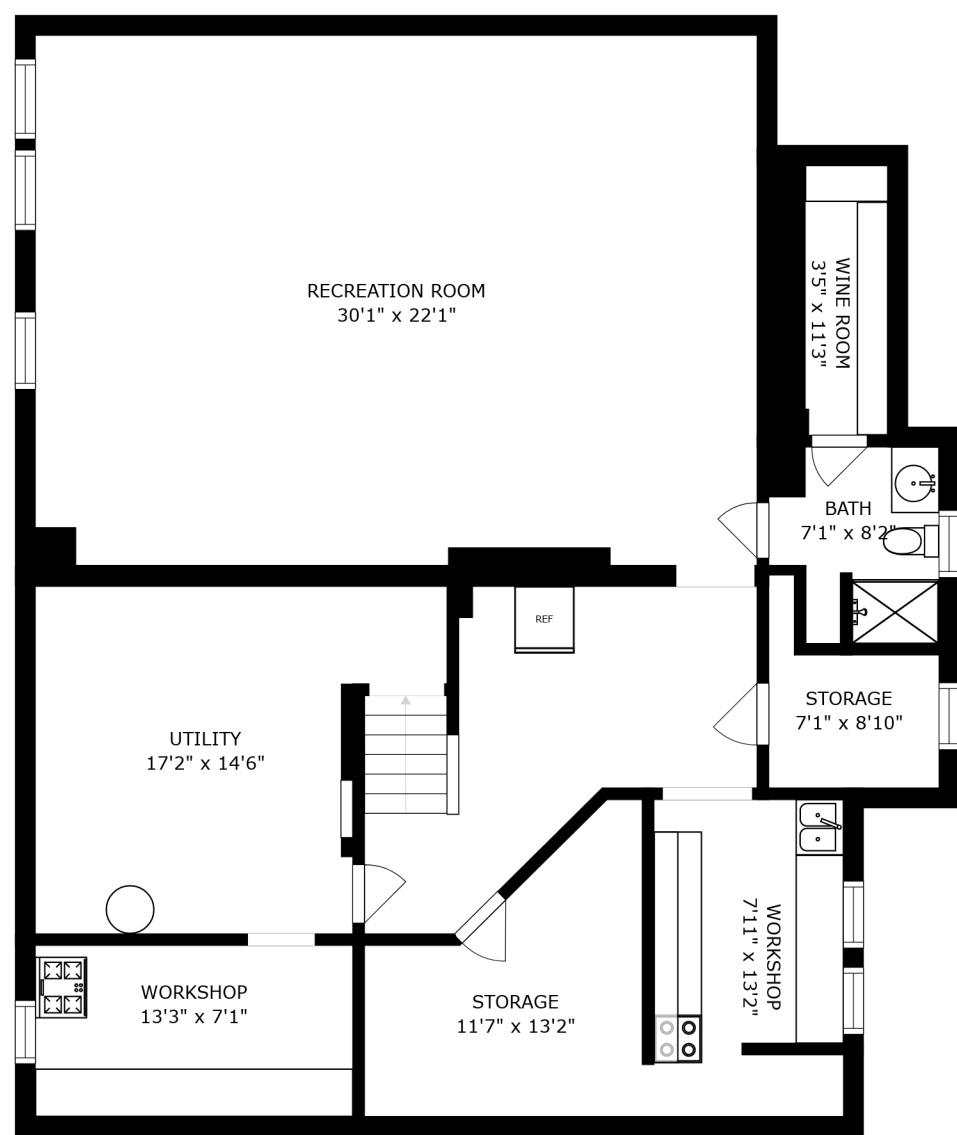 RECREATION ROOM
30'1" x 22'1"
WINE ROOM
3'5" x 11'3"
BATH
7'1" x 8'2"
REF
STORAGE
7'1" x 8'10"
UTILITY
17'2" x 14'6"
WORKSHOP
7'11" x 13'2"
WORKSHOP
13'3" x 7'1"
STORAGE
11'7" x 13'2"